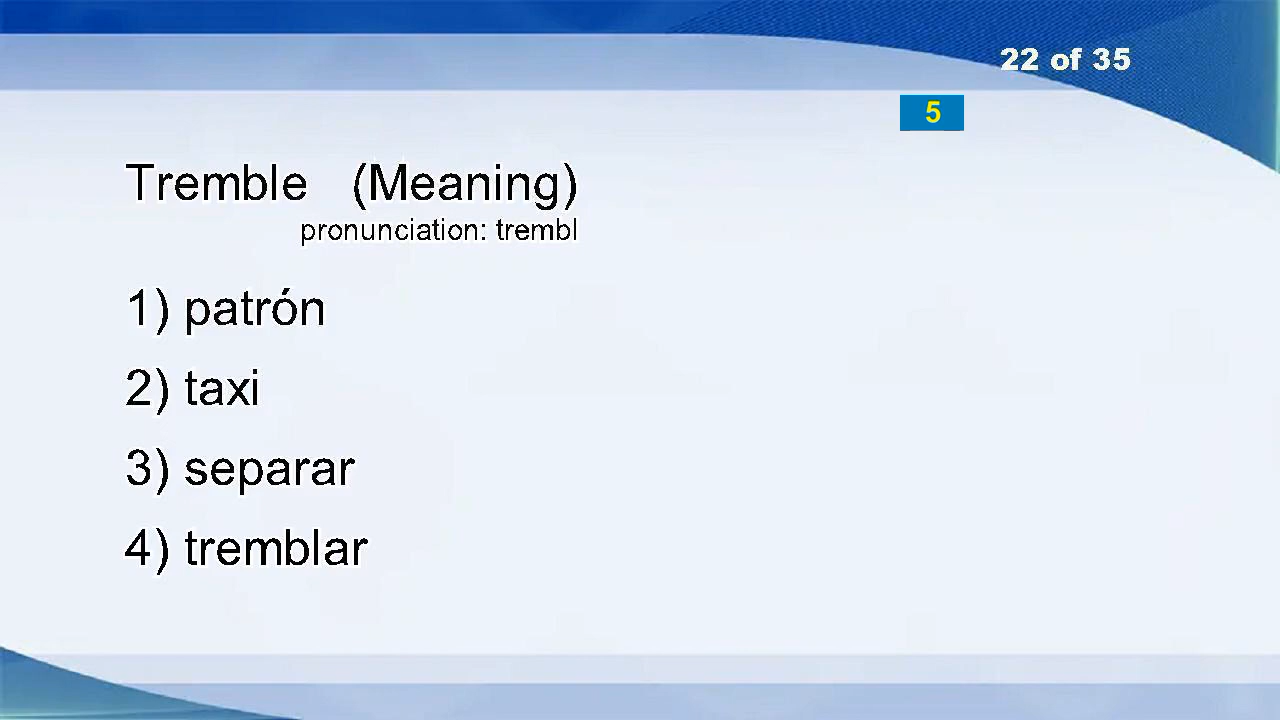 22 of 35
5
Tremble (Meaning)
pronunciation: trembl
1) patrón
2) taxi
3) separar
4) tremblar